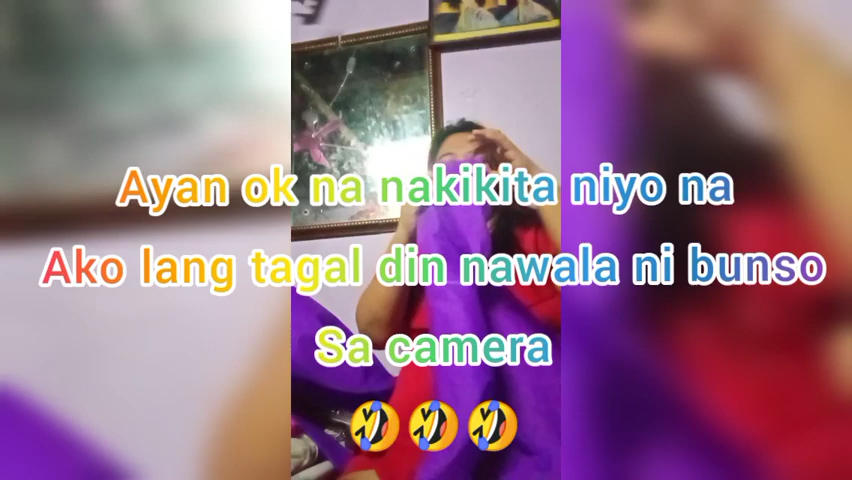 Ayan ok na nakikita niyo na
Ako lang tagal din nawala ni bunso
Sa camera
🤣🤣🤣